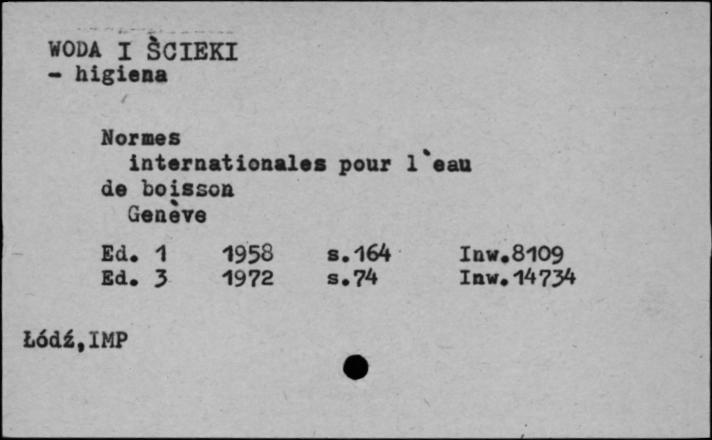 WODA I ŚCIEKI
- higiena
Normes
internationales pour l`eau
de boisson
Genève
Ed. 1 1958 s.164 Inw.8109
Ed. 3 1972 s.74 Inw.14734
Łódź,IMP